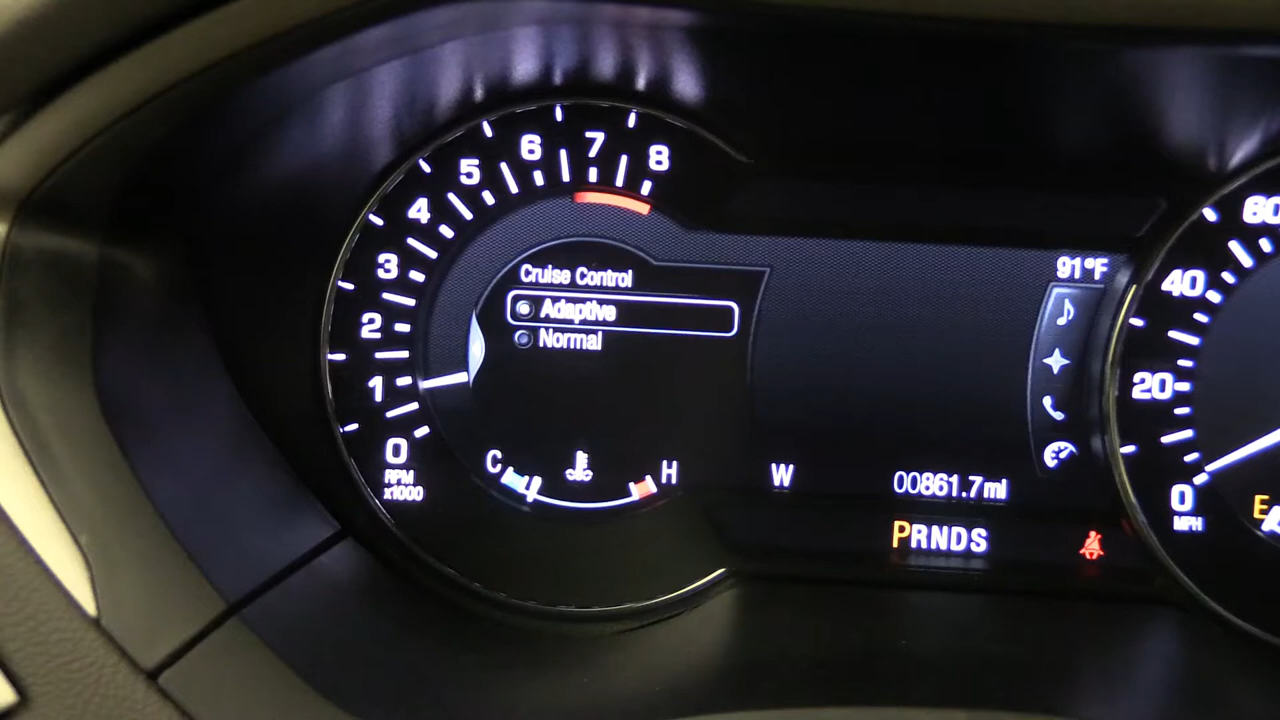 8
7
6
5
4
3
2
1
0
RPM
x1000
Cruise Control
Adaptive
Normal
C
H
W
91°F
00861.7mi
PRNDS
60
40
20
0
MPH
E